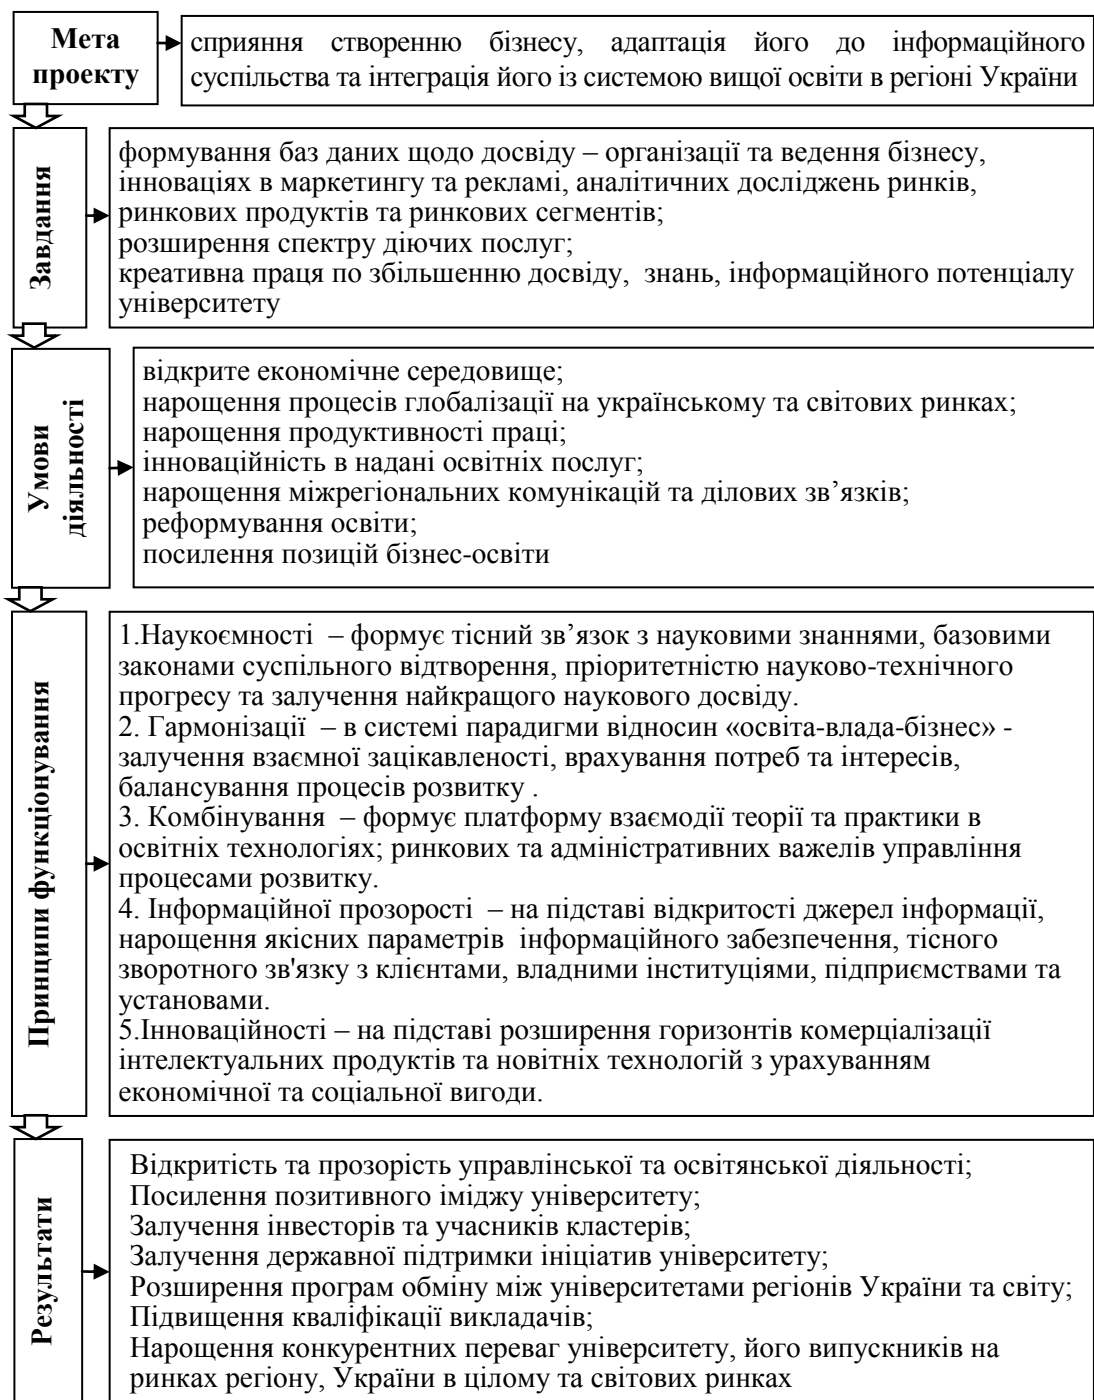 Мета
проекту
сприяння створенню бізнесу, адаптація його до інформаційного
суспільства та інтеграція його із системою вищої освіти в регіоні України
Завдання
формування баз даних щодо досвіду – організації та ведення бізнесу,
інноваціях в маркетингу та рекламі, аналітичних досліджень ринків,
ринкових продуктів та ринкових сегментів;
розширення спектру діючих послуг;
креативна праця по збільшенню досвіду, знань, інформаційного потенціалу
університету
Умови
діяльності
відкрите економічне середовище;
нарощення процесів глобалізації на українському та світових ринках;
нарощення продуктивності праці;
інноваційність в надані освітніх послуг;
нарощення міжрегіональних комунікацій та ділових зв’язків;
реформування освіти;
посилення позицій бізнес-освіти
Принципи функціонування
1.Наукоємності – формує тісний зв’язок з науковими знаннями, базовими
законами суспільного відтворення, пріоритетністю науково-технічного
прогресу та залучення найкращого наукового досвіду.
2. Гармонізації – в системі парадигми відносин «освіта-влада-бізнес» -
залучення взаємної зацікавленості, врахування потреб та інтересів,
балансування процесів розвитку .
3. Комбінування – формує платформу взаємодії теорії та практики в
освітніх технологіях; ринкових та адміністративних важелів управління
процесами розвитку.
4. Інформаційної прозорості – на підставі відкритості джерел інформації,
нарощення якісних параметрів інформаційного забезпечення, тісного
зворотного зв'язку з клієнтами, владними інституціями, підприємствами та
установами.
5.Інноваційності – на підставі розширення горизонтів комерціалізації
інтелектуальних продуктів та новітніх технологій з урахуванням
економічної та соціальної вигоди.
Результати
Відкритість та прозорість управлінської та освітянської діяльності;
Посилення позитивного іміджу університету;
Залучення інвесторів та учасників кластерів;
Залучення державної підтримки ініціатив університету;
Розширення програм обміну між університетами регіонів України та світу;
Підвищення кваліфікації викладачів;
Нарощення конкурентних переваг університету, його випускників на
ринках регіону, України в цілому та світових ринках